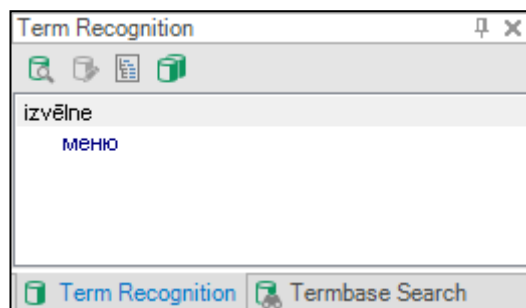 Term Recognition
izvēlne
меню
Term Recognition Termbase Search